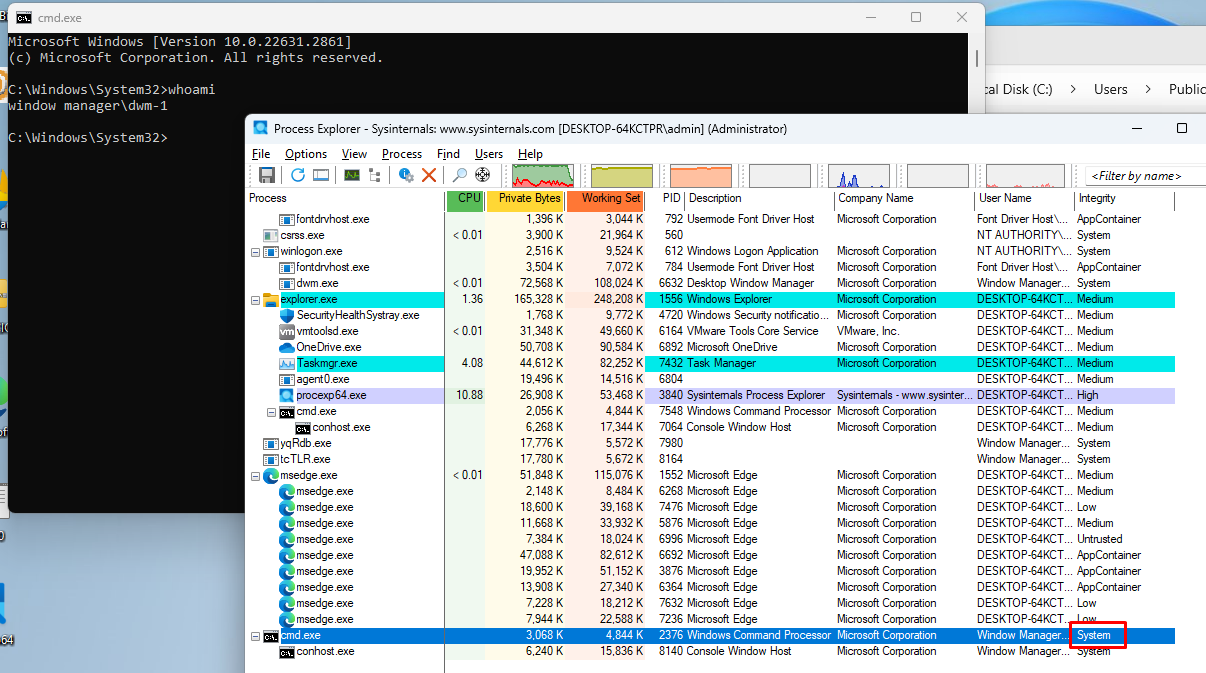 cmd.exe
Microsoft Windows [Version 10.0.22631.2861]
(c) Microsoft Corporation. All rights reserved.
C:\Windows\System32>whoami
window manager\dwm-1
C:\Windows\System32>
cal Disk (C:) > Users > Public
Process Explorer - Sysinternals: www.sysinternals.com [DESKTOP-64KCTPR\admin] (Administrator)
File Options View Process Find Users Help
<Filter by name>
Process CPU Private Bytes Working Set PID Description Company Name User Name Integrity
fontdrvhost.exe 1,396 K 3,044 K 792 Usermode Font Driver Host Microsoft Corporation Font Driver Host\... AppContainer
csrss.exe < 0.01 3,900 K 21,964 K 560 NT AUTHORITY\... System
winlogon.exe 2,516 K 9,524 K 612 Windows Logon Application Microsoft Corporation NT AUTHORITY\... System
fontdrvhost.exe 3,504 K 7,072 K 784 Usermode Font Driver Host Microsoft Corporation Font Driver Host\... AppContainer
dwm.exe < 0.01 72,568 K 108,024 K 6632 Desktop Window Manager Microsoft Corporation Window Manager... System
explorer.exe 1.36 165,328 K 248,208 K 1556 Windows Explorer Microsoft Corporation DESKTOP-64KCT... Medium
SecurityHealthSystray.exe 1,768 K 9,772 K 4720 Windows Security notificatio... Microsoft Corporation DESKTOP-64KCT... Medium
vmtoolsd.exe < 0.01 31,348 K 49,660 K 6164 VMware Tools Core Service VMware, Inc. DESKTOP-64KCT... Medium
OneDrive.exe 50,708 K 90,584 K 6892 Microsoft OneDrive Microsoft Corporation DESKTOP-64KCT... Medium
Taskmgr.exe 4.08 44,612 K 82,252 K 7432 Task Manager Microsoft Corporation DESKTOP-64KCT... Medium
agent0.exe 19,496 K 14,516 K 6804 DESKTOP-64KCT... Medium
procexp64.exe 10.88 26,908 K 53,468 K 3840 Sysinternals Process Explorer Sysinternals - www.sysinter... DESKTOP-64KCT... High
cmd.exe 2,056 K 4,844 K 7548 Windows Command Processor Microsoft Corporation DESKTOP-64KCT... Medium
conhost.exe 6,268 K 17,344 K 7064 Console Window Host Microsoft Corporation DESKTOP-64KCT... Medium
yqRdb.exe 17,776 K 5,572 K 7980 Window Manager... System
tcTLR.exe 17,780 K 5,672 K 8164 Window Manager... System
msedge.exe < 0.01 51,848 K 115,076 K 1552 Microsoft Edge Microsoft Corporation DESKTOP-64KCT... Medium
msedge.exe 2,148 K 8,484 K 6268 Microsoft Edge Microsoft Corporation DESKTOP-64KCT... Medium
msedge.exe 18,600 K 39,168 K 7476 Microsoft Edge Microsoft Corporation DESKTOP-64KCT... Low
msedge.exe 11,668 K 33,932 K 5876 Microsoft Edge Microsoft Corporation DESKTOP-64KCT... Medium
msedge.exe 7,384 K 18,024 K 6996 Microsoft Edge Microsoft Corporation DESKTOP-64KCT... Untrusted
msedge.exe 47,088 K 82,612 K 6692 Microsoft Edge Microsoft Corporation DESKTOP-64KCT... AppContainer
msedge.exe 19,952 K 51,152 K 3876 Microsoft Edge Microsoft Corporation DESKTOP-64KCT... AppContainer
msedge.exe 13,908 K 27,340 K 6364 Microsoft Edge Microsoft Corporation DESKTOP-64KCT... AppContainer
msedge.exe 7,228 K 18,212 K 7632 Microsoft Edge Microsoft Corporation DESKTOP-64KCT... Low
msedge.exe 7,944 K 22,588 K 7236 Microsoft Edge Microsoft Corporation DESKTOP-64KCT... Low
cmd.exe 3,068 K 4,844 K 2376 Windows Command Processor Microsoft Corporation Window Manager... System
conhost.exe 6,240 K 15,836 K 8140 Console Window Host Microsoft Corporation Window Manager... System
64